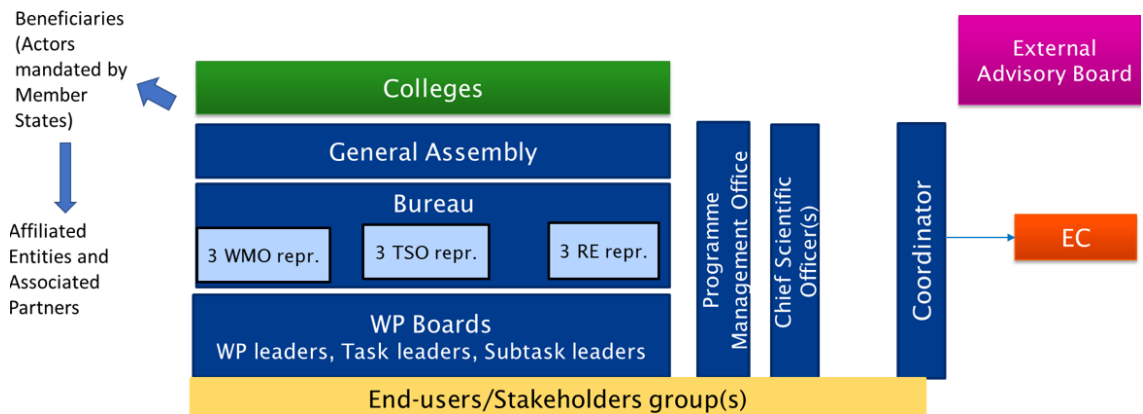 Beneficiaries
(Actors
mandated by
Member
States)
Affiliated
Entities and
Associated
Partners
Colleges
General Assembly
Bureau
3 WMO repr.
3 TSO repr.
3 RE repr.
WP Boards
WP leaders, Task leaders, Subtask leaders
End-users/Stakeholders group(s)
Programme
Management Office
Chief Scientific
Officer(s)
Coordinator
External
Advisory Board
EC